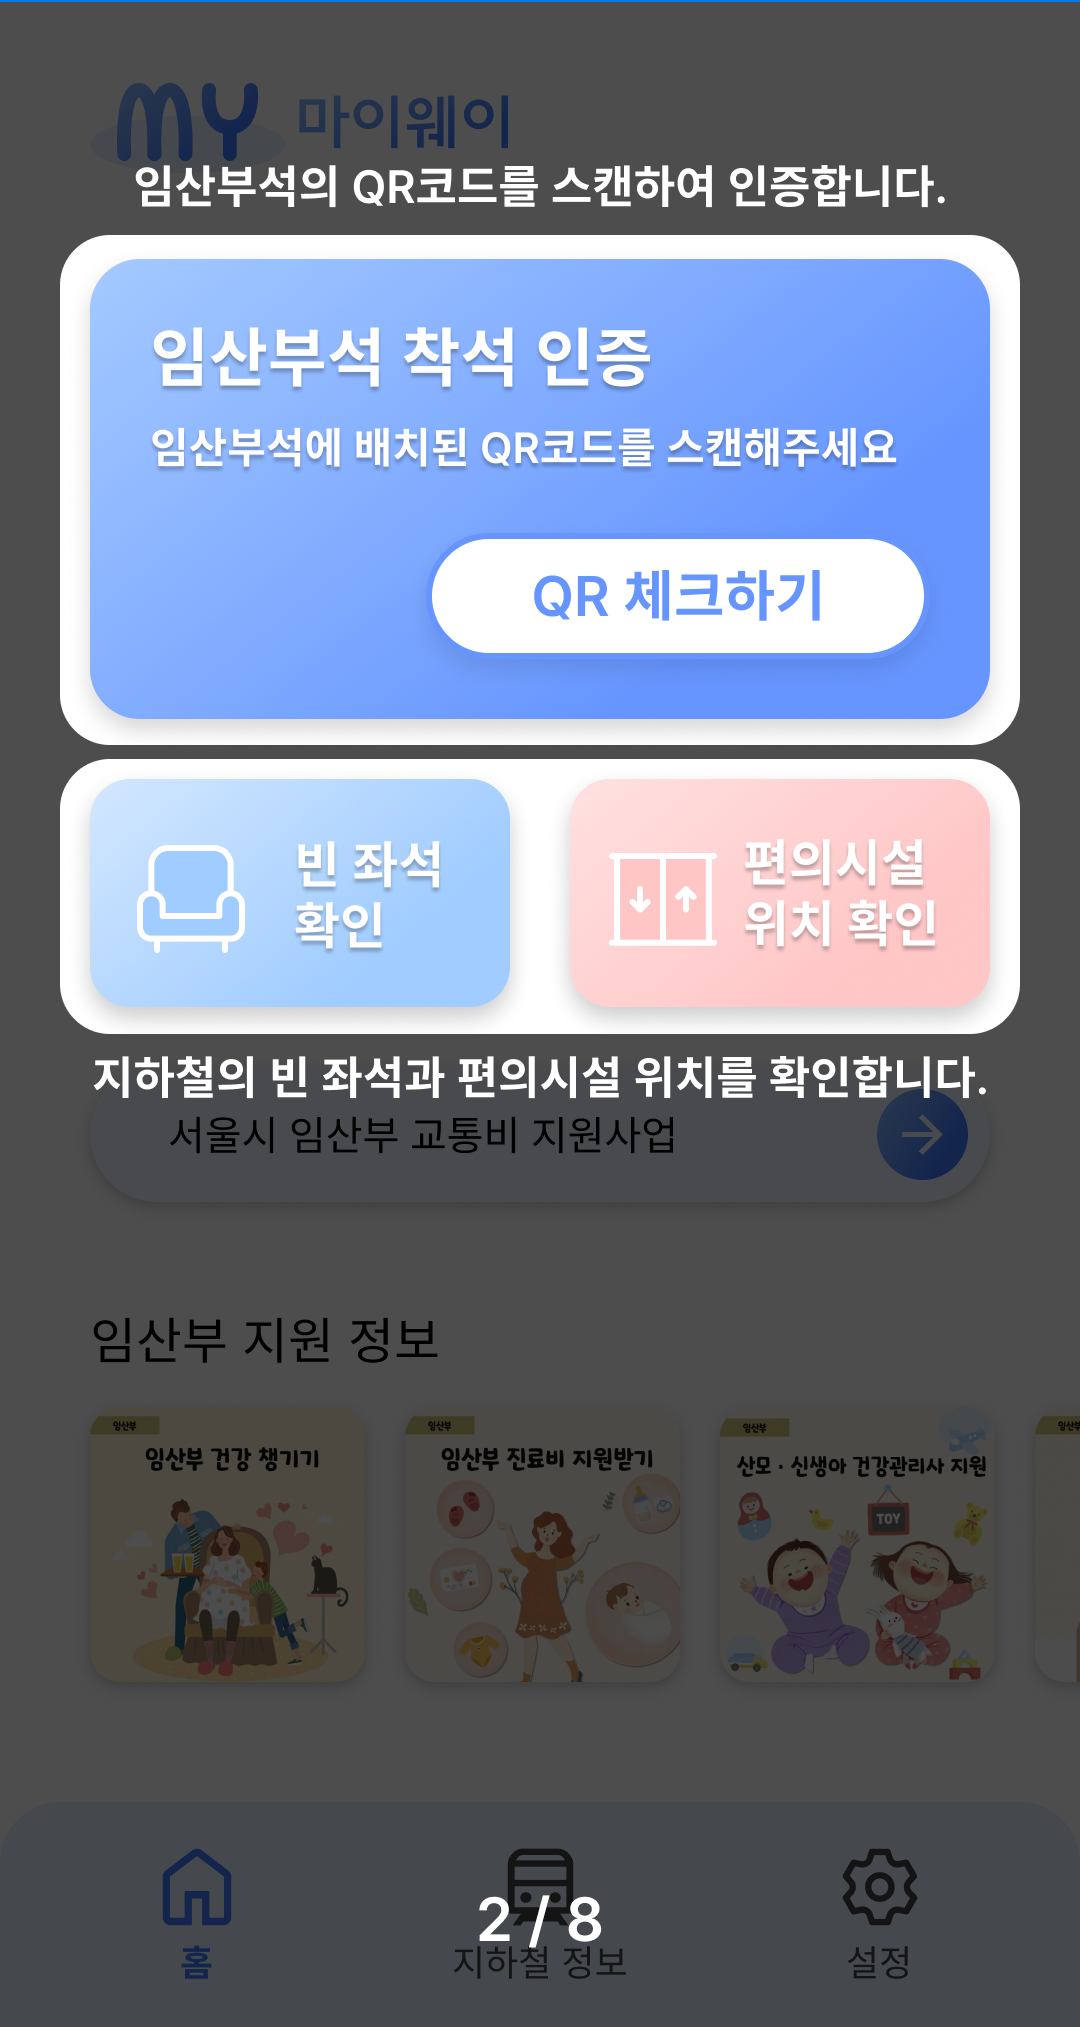 MY 마이웨이
임산부석의 QR코드를 스캔하여 인증합니다.
임산부석 착석 인증
임산부석에 배치된 QR코드를 스캔해주세요
QR 체크하기
빈 좌석
확인
편의시설
위치 확인
지하철의 빈 좌석과 편의시설 위치를 확인합니다.
서울시 임산부 교통비 지원사업
임산부 지원 정보
임산부
임산부 건강 챙기기
임산부
임산부 진료비 지원받기
임산부
산모 · 신생아 건강관리사 지원
TOY
2 / 8
홈
지하철 정보
설정